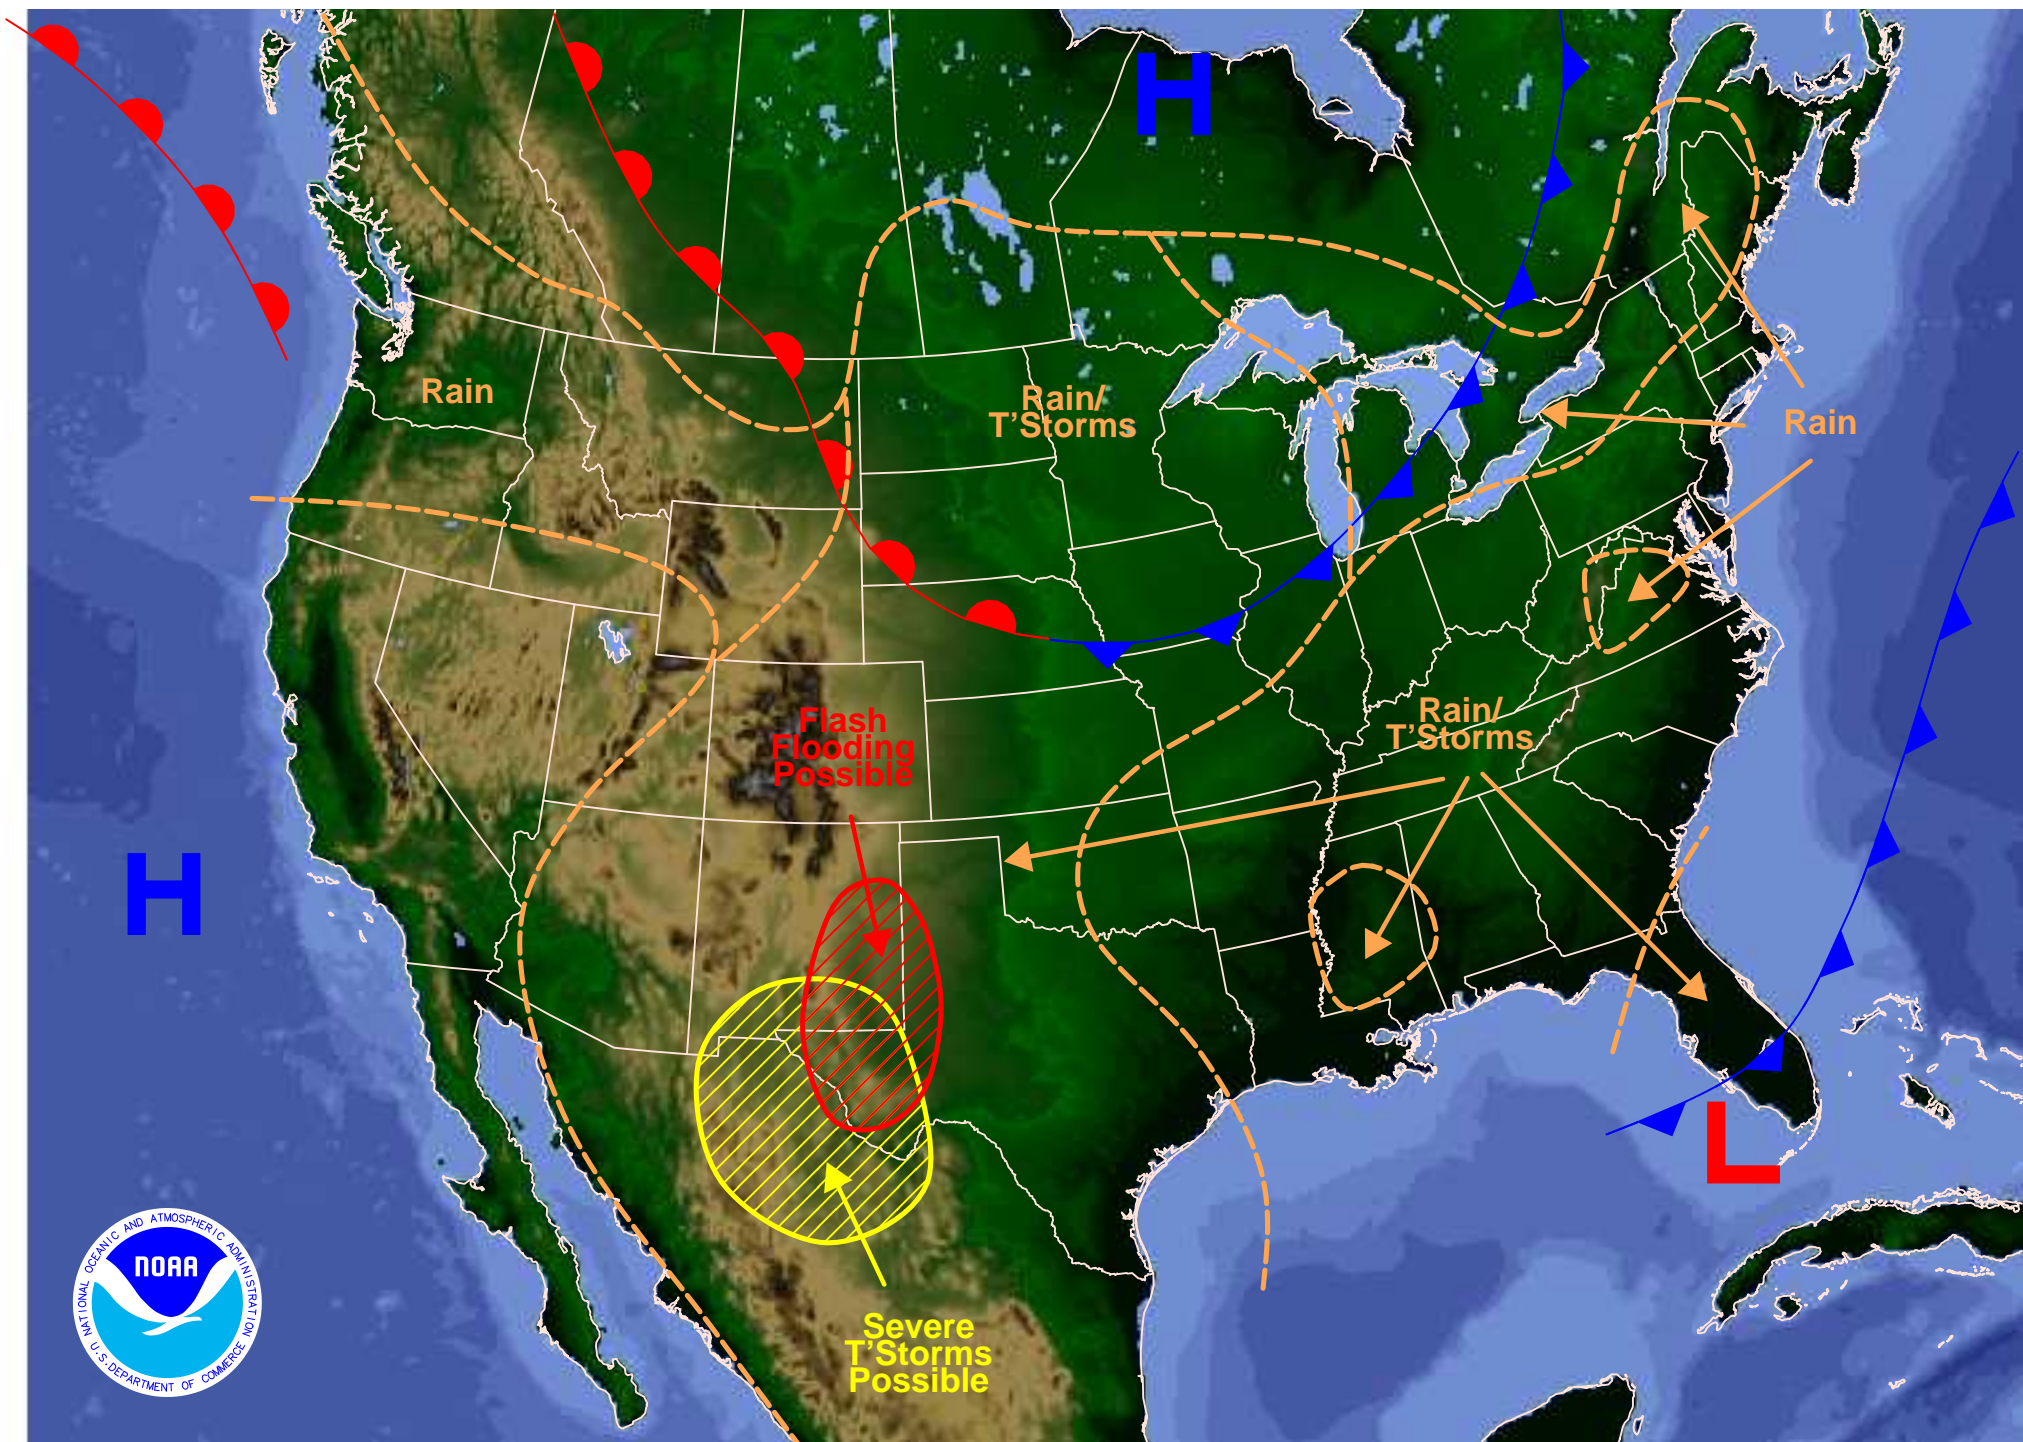 H
Rain
Rain/
T'Storms
Rain
Rain/
T'Storms
Flash
Flooding
Possible
H
L
Severe
T'Storms
Possible
NATIONAL OCEANIC AND ATMOSPHERIC ADMINISTRATION
NOAA
U.S. DEPARTMENT OF COMMERCE